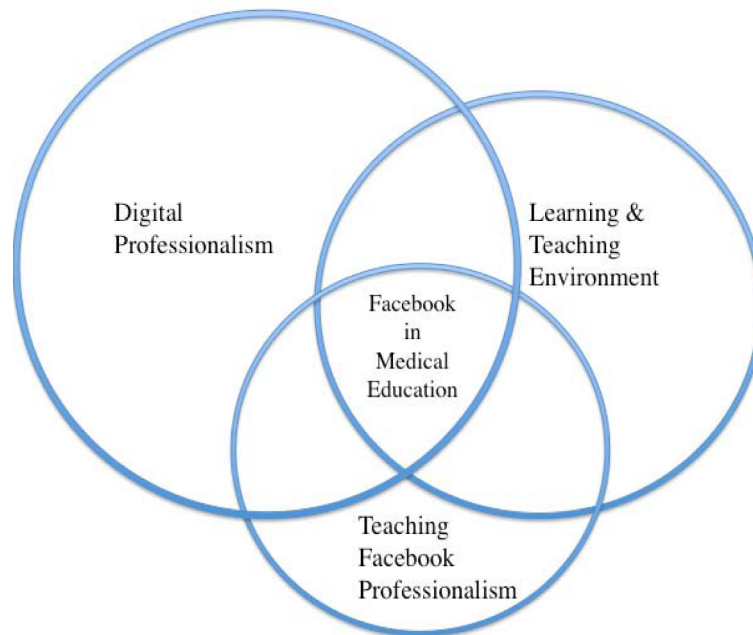 Digital
Professionalism
Learning &
Teaching
Environment
Facebook
in
Medical
Education
Teaching
Facebook
Professionalism